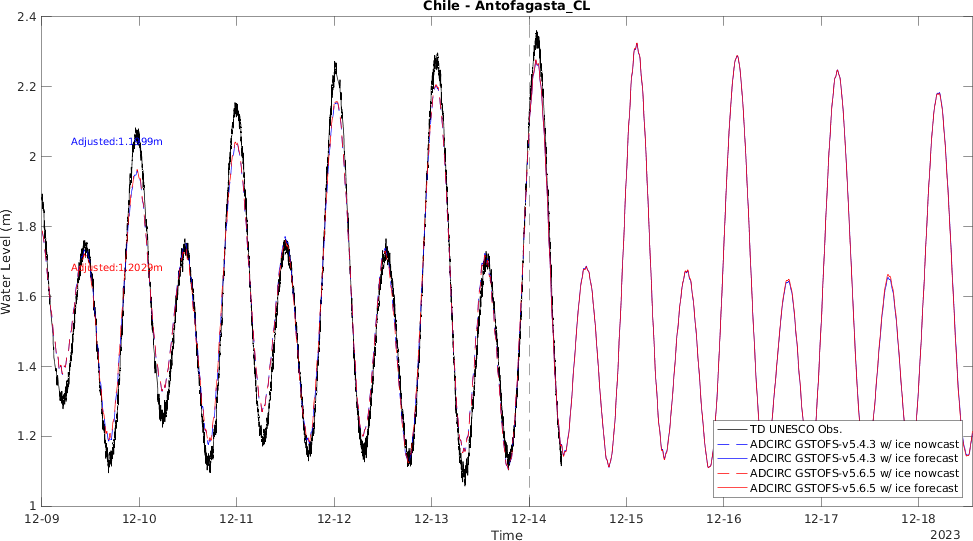 Chile - Antofagasta_CL
2.4
2.2
2
1.8
1.6
1.4
1.2
1
Water Level (m)
Adjusted:1.2029m
TD UNESCO Obs.
ADCIRC GSTOFS-v5.4.3 w/ ice nowcast
ADCIRC GSTOFS-v5.4.3 w/ ice forecast
ADCIRC GSTOFS-v5.6.5 w/ ice nowcast
ADCIRC GSTOFS-v5.6.5 w/ ice forecast
12-09 12-10 12-11 12-12 12-13 12-14 12-15 12-16 12-17 12-18
Time
2023